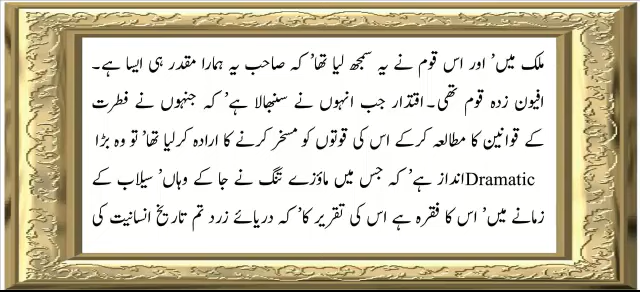 ملک میں’ اور اس قوم نے یہ سمجھ لیا تھا’ کہ صاحب یہ ہمارا مقدر ہی ایسا ہے۔
افیون زدہ قوم تھی۔ اقتدار جب انہوں نے سنبھالا ہے’ کہ جنہوں نے فطرت
کے قوانین کا مطالعہ کرکے اس کی قوتوں کو مسخر کرنے کا ارادہ کرلیا تھا’ تو وہ بڑا
Dramatic انداز ہے’ کہ جس میں ماؤزے تنگ نے جا کے وہاں’ سیلاب کے
زمانے میں’ اس کا فقرہ ہے اس کی تقریر کا’ کہ دریائے زرد تم تاریخ انسانیت کی